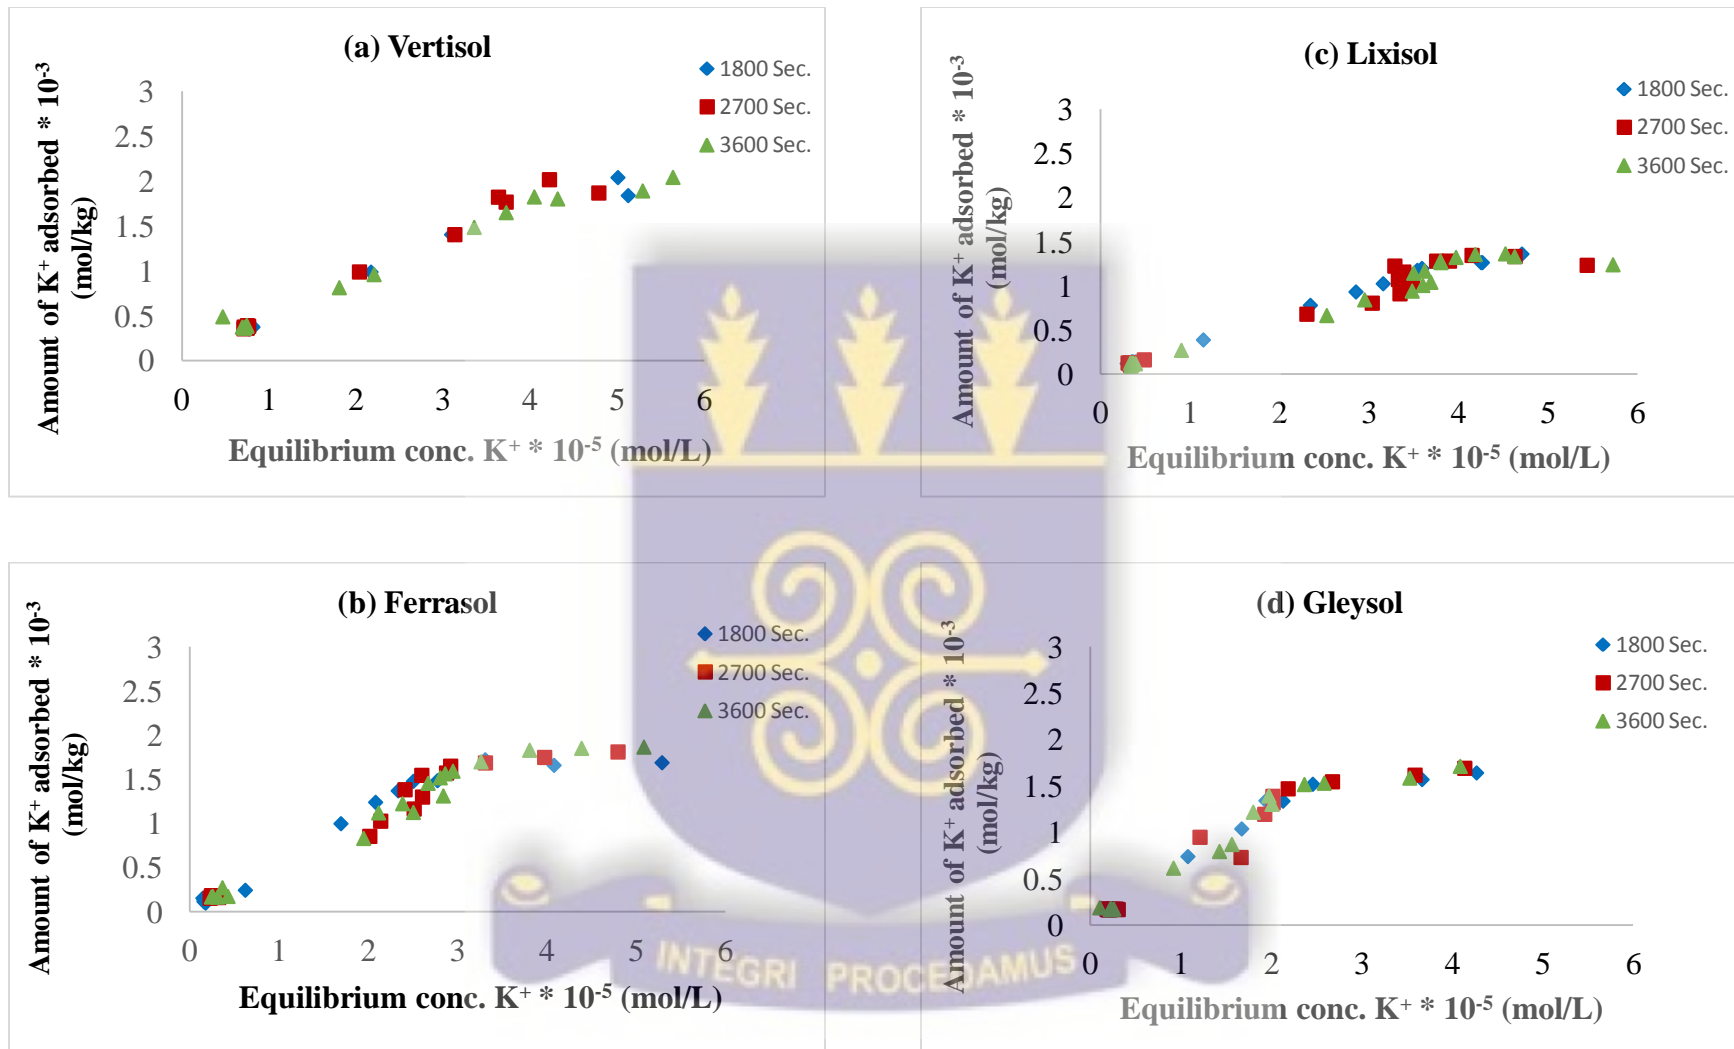 (a) Vertisol
Amount of K⁺ adsorbed * 10⁻³
(mol/kg)
1800 Sec.
2700 Sec.
3600 Sec.
3
2.5
2
1.5
1
0.5
0
0 1 2 3 4 5 6
Equilibrium conc. K⁺ * 10⁻⁵ (mol/L)
(c) Lixisol
Amount of K⁺ adsorbed * 10⁻³
(mol/kg)
1800 Sec.
2700 Sec.
3600 Sec.
3
2.5
2
1.5
1
0.5
0
0 1 2 3 4 5 6
Equilibrium conc. K⁺ * 10⁻⁵ (mol/L)
(b) Ferrasol
Amount of K⁺ adsorbed * 10⁻³
(mol/kg)
1800 Sec.
2700 Sec.
3600 Sec.
3
2.5
2
1.5
1
0.5
0
0 1 2 3 4 5 6
Equilibrium conc. K⁺ * 10⁻⁵ (mol/L)
(d) Gleysol
Amount of K⁺ adsorbed * 10⁻³
(mol/kg)
1800 Sec.
2700 Sec.
3600 Sec.
3
2.5
2
1.5
1
0.5
0
0 1 2 3 4 5 6
Equilibrium conc. K⁺ * 10⁻⁵ (mol/L)
INTEGRI PROCEDAMUS